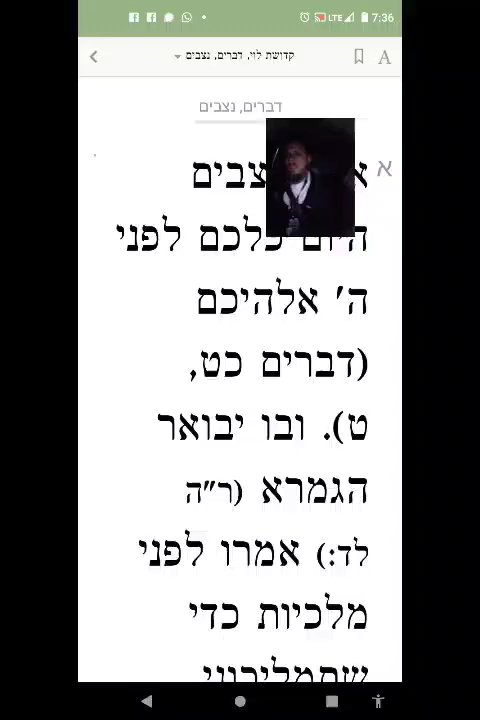 LTE 7:36
קדושת לוי, דברים, נצבים
A
דברים, נצבים
א
היום כלכם לפני
ה' אלהיכם
(דברים כט,
ט). ובו יבואר
הגמרא (ר"ה
לד:) אמרו לפני
מלכיות כדי
שתמליכוני